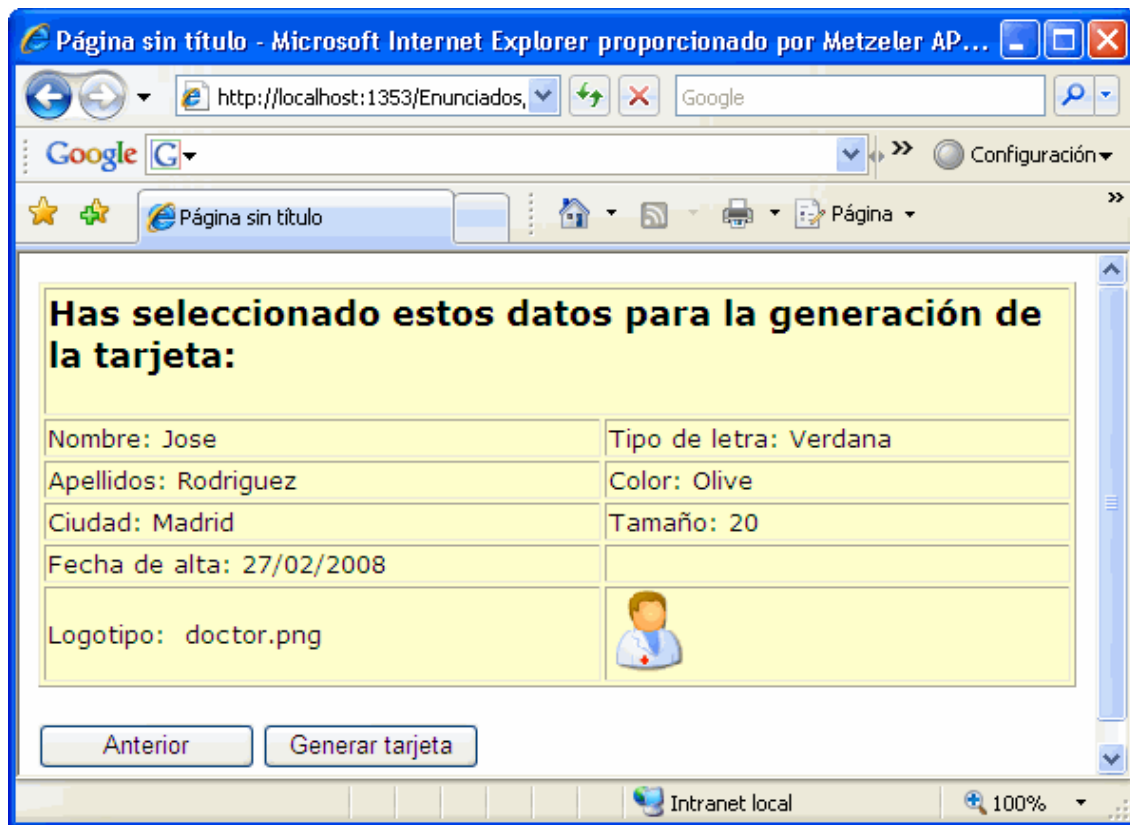 Página sin título - Microsoft Internet Explorer proporcionado por Metzeler AP...
http://localhost:1353/Enunciados,
Google
Google G
Configuración
Página sin título
Página
Has seleccionado estos datos para la generación de
la tarjeta:
Nombre: Jose
Tipo de letra: Verdana
Apellidos: Rodriguez
Color: Olive
Ciudad: Madrid
Tamaño: 20
Fecha de alta: 27/02/2008
Logotipo: doctor.png
Anterior
Generar tarjeta
Intranet local
100%